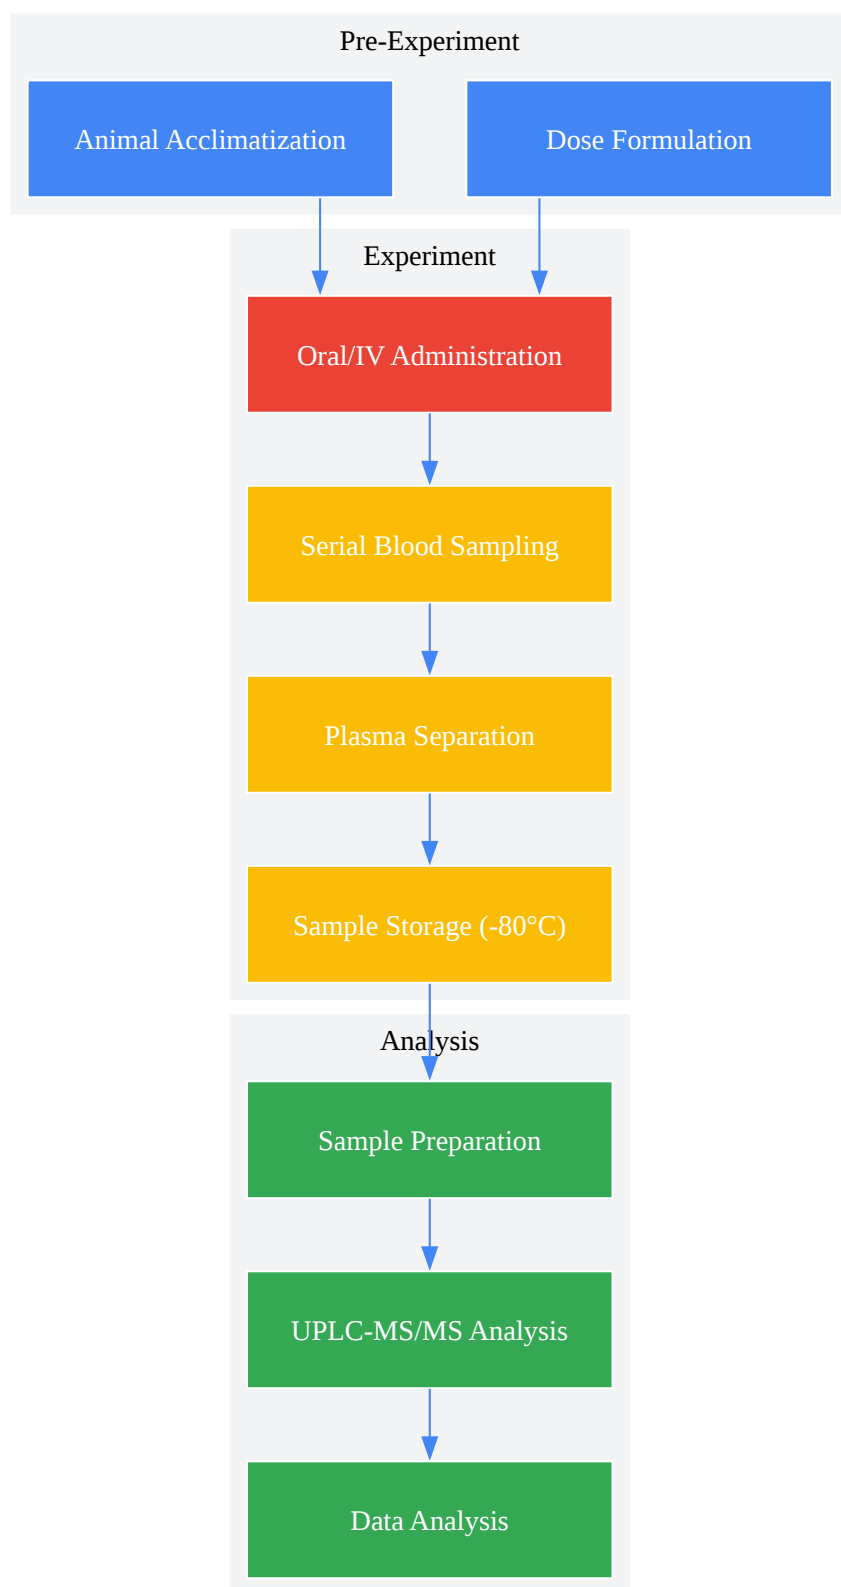 Pre-Experiment
Animal Acclimatization
Dose Formulation
Experiment
Oral/IV Administration
Serial Blood Sampling
Plasma Separation
Sample Storage (-80°C)
Analysis
Sample Preparation
UPLC-MS/MS Analysis
Data Analysis